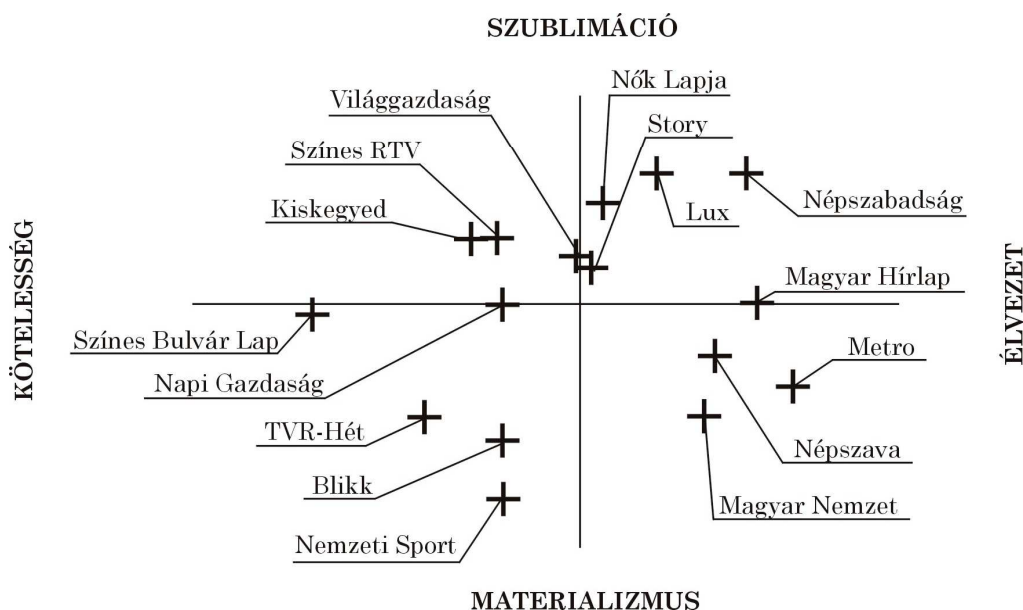 SZUBLIMÁCIÓ
Nők Lapja
Világgazdaság
Story
Színes RTV
Népszabadság
Kiskegyed
Lux
KÖTELESSÉG
ÉLVEZET
Magyar Hírlap
Színes Bulvár Lap
Metro
Napi Gazdaság
TVR-Hét
Népszava
Blikk
Magyar Nemzet
Nemzeti Sport
MATERIALIZMUS